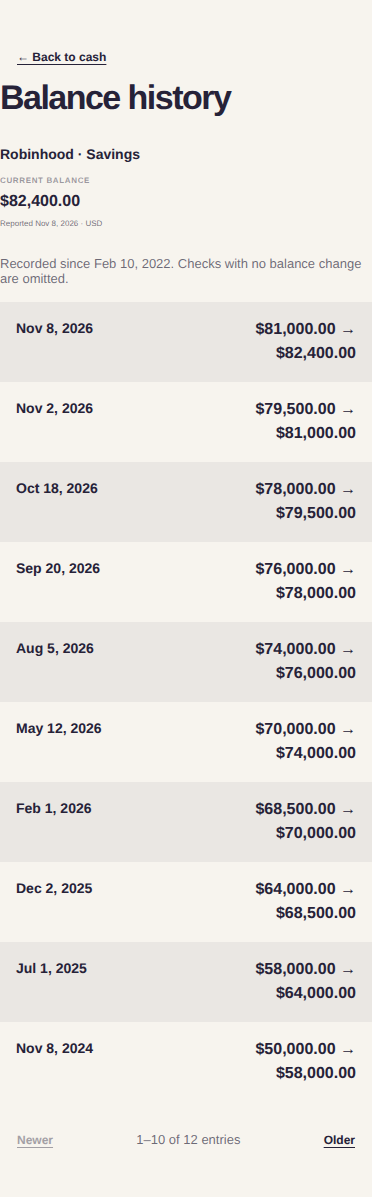 ← Back to cash
Balance history
Robinhood · Savings
CURRENT BALANCE
$82,400.00
Reported Nov 8, 2026 · USD
Recorded since Feb 10, 2022. Checks with no balance change
are omitted.
Nov 8, 2026 $81,000.00 →
$82,400.00
Nov 2, 2026 $79,500.00 →
$81,000.00
Oct 18, 2026 $78,000.00 →
$79,500.00
Sep 20, 2026 $76,000.00 →
$78,000.00
Aug 5, 2026 $74,000.00 →
$76,000.00
May 12, 2026 $70,000.00 →
$74,000.00
Feb 1, 2026 $68,500.00 →
$70,000.00
Dec 2, 2025 $64,000.00 →
$68,500.00
Jul 1, 2025 $58,000.00 →
$64,000.00
Nov 8, 2024 $50,000.00 →
$58,000.00
Newer 1–10 of 12 entries Older